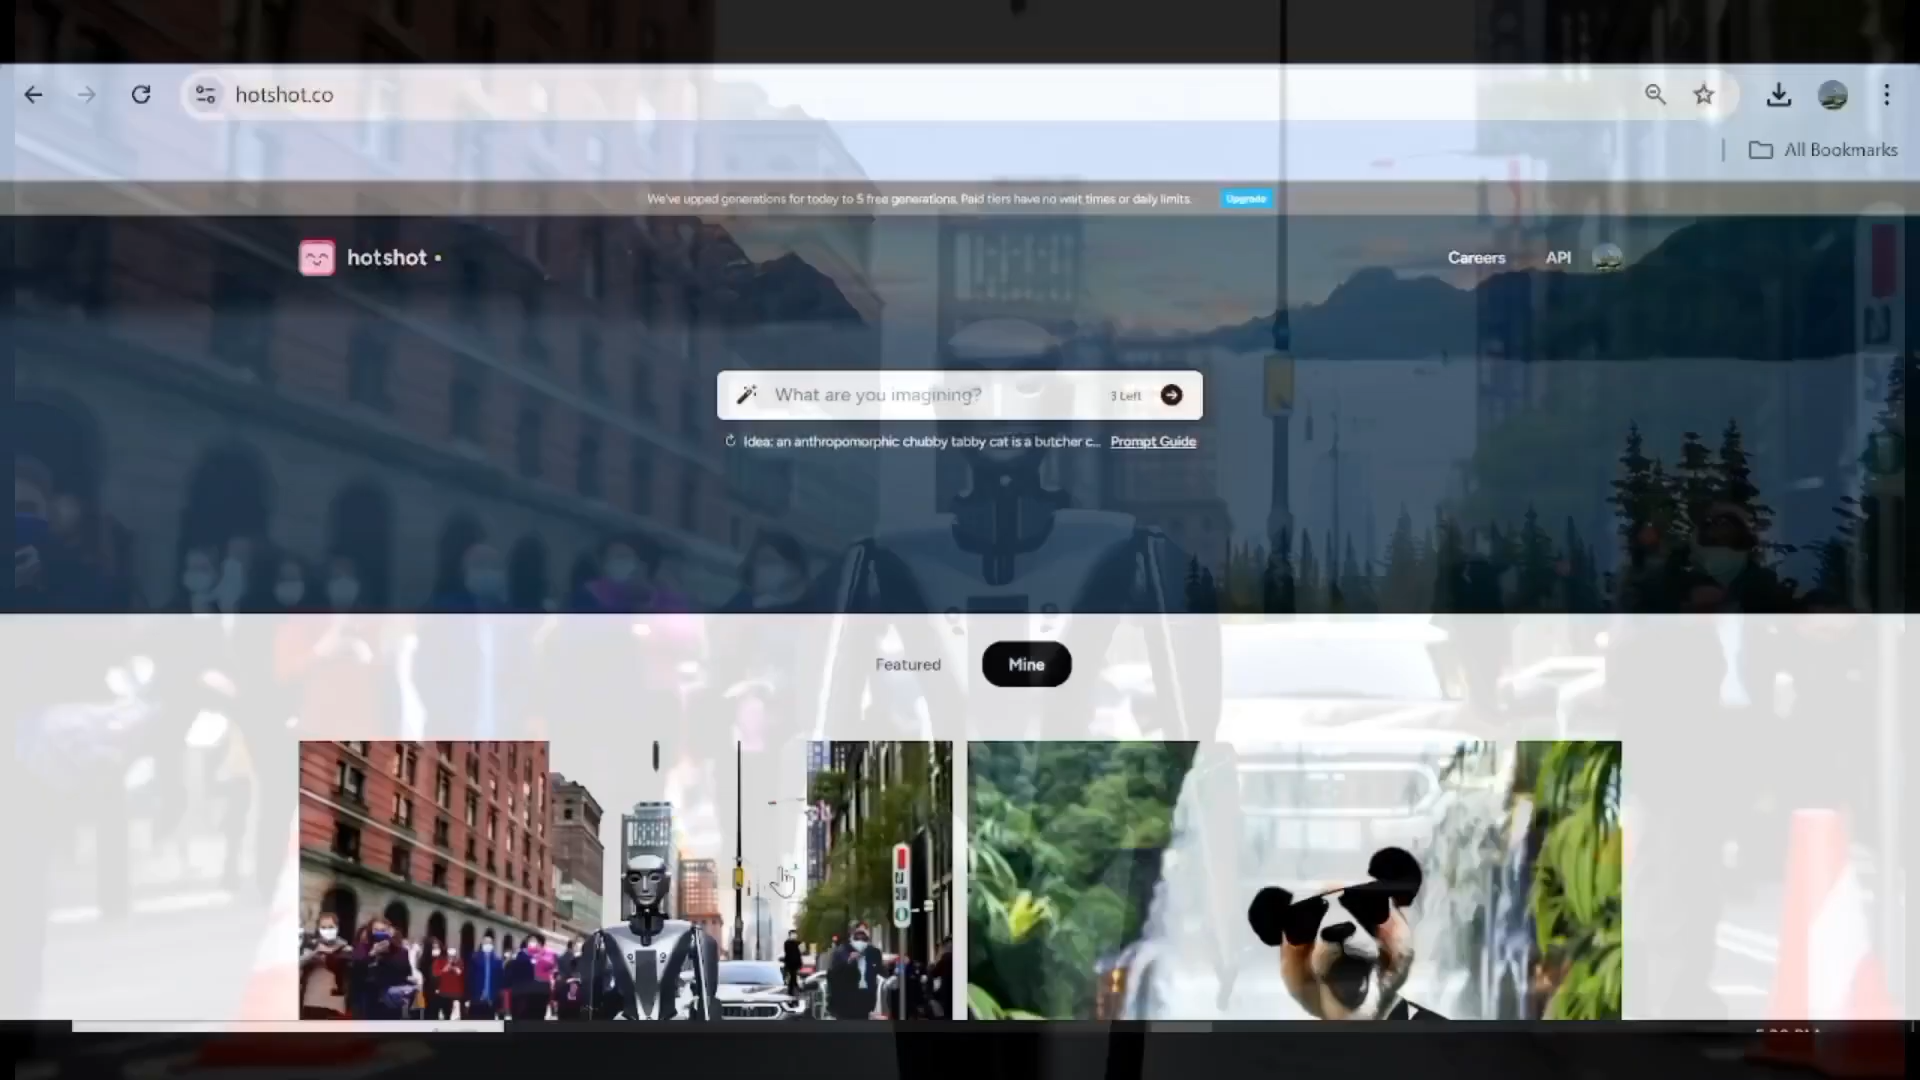 hotshot.co
All Bookmarks
We've upped generations for today to 5 free generations. Paid tiers have no wait times or daily limits.
Upgrade
hotshot
Careers
API
What are you imagining?
3 Left
Idea: an anthropomorphic chubby tabby cat is a butcher c...
Prompt Guide
Featured
Mine